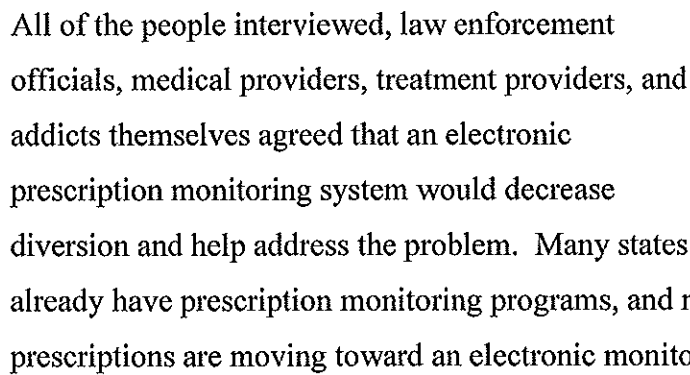 All of the people interviewed, law enforcement
officials, medical providers, treatment providers, and
addicts themselves agreed that an electronic
prescription monitoring system would decrease
diversion and help address the problem.  Many states
already have prescription monitoring programs, and
prescriptions are moving toward an electronic